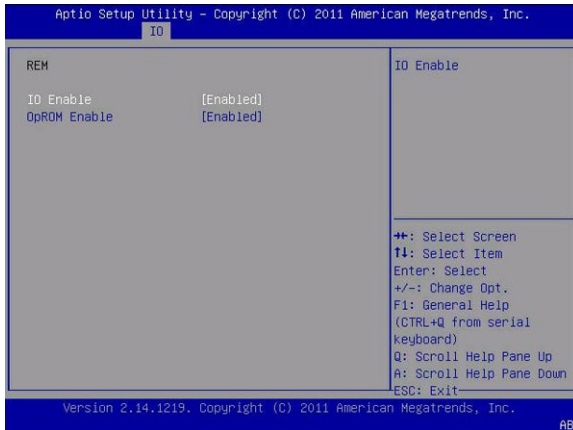 Aptio Setup Utility – Copyright (C) 2011 American Megatrends, Inc.
IO
REM
IO Enable [Enabled]
OpROM Enable [Enabled]
IO Enable
→←: Select Screen
↑↓: Select Item
Enter: Select
+/-: Change Opt.
F1: General Help
(CTRL+Q from serial
keyboard)
Q: Scroll Help Pane Up
A: Scroll Help Pane Down
ESC: Exit
Version 2.14.1219. Copyright (C) 2011 American Megatrends, Inc.
AB